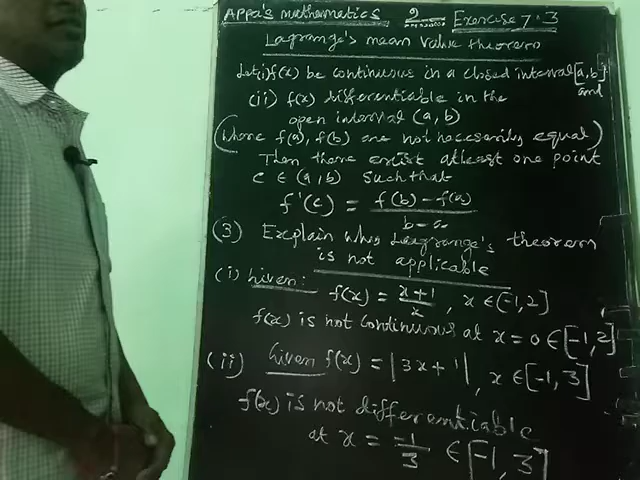 Appa's mathematics 2 Exercise 7.3
Lagrange's mean value theorem
Let(i) f(x) be continuous in a closed interval [a,b] and
(ii) f(x) differentiable in the
open interval (a,b)
(where f(a), f(b) are not necessarily equal)
Then there exist atleast one point
c ∈ (a,b) such that
f'(c) = f(b) - f(a) / b - a
(3) Explain why Lagrange's theorem
is not applicable
(i) Given: f(x) = x+1 / x , x ∈ [-1,2]
f(x) is not continuous at x = 0 ∈ [-1,2]
(ii) Given f(x) = |3x+1|, x ∈ [-1,3]
f(x) is not differentiable
at x = -1/3 ∈ [-1,3]